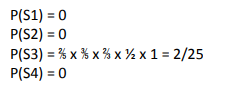 P(S1) = 0
P(S2) = 0
P(S3) = ⅖ x ⅗ x ⅔ x ½ x 1 = 2/25
P(S4) = 0